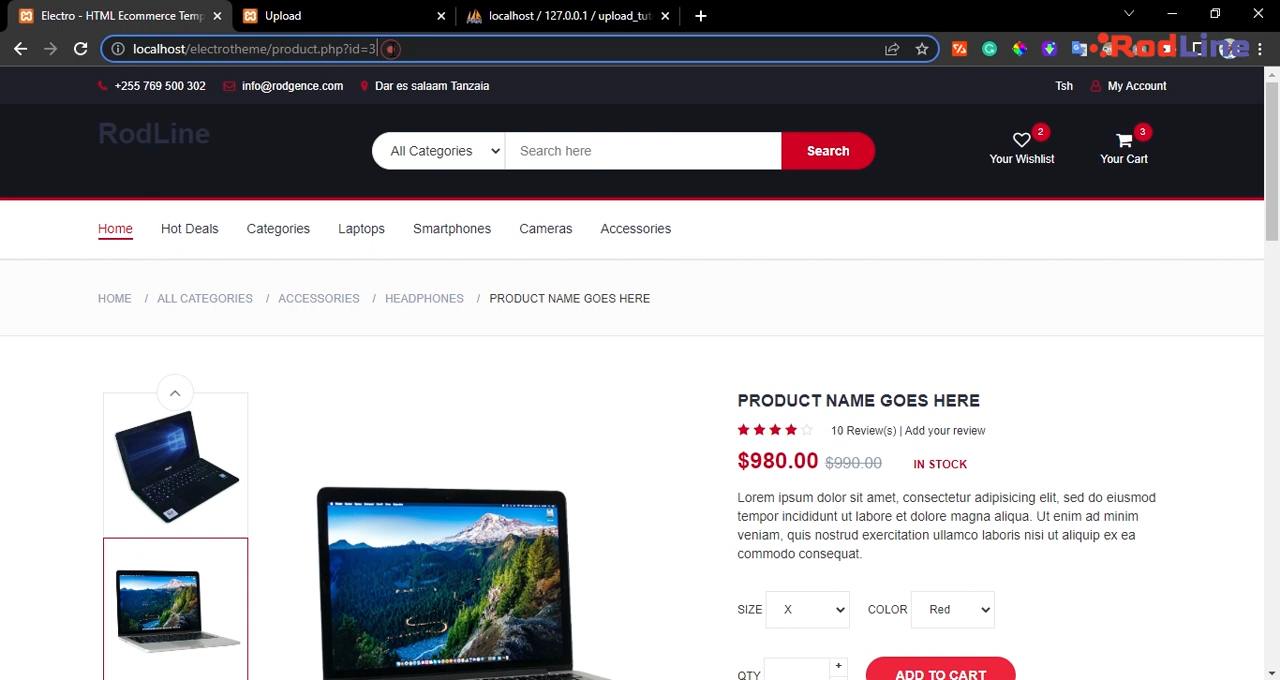 Electro - HTML Ecommerce Temp
Upload
localhost / 127.0.0.1 / upload_tut
localhost/electrotheme/product.php?id=3
RodLine
+255 769 500 302
info@rodgence.com
Dar es salaam Tanzaia
Tsh
My Account
RodLine
All Categories
Search here
Search
2
Your Wishlist
3
Your Cart
Home
Hot Deals
Categories
Laptops
Smartphones
Cameras
Accessories
HOME / ALL CATEGORIES / ACCESSORIES / HEADPHONES / PRODUCT NAME GOES HERE
PRODUCT NAME GOES HERE
10 Review(s) | Add your review
$980.00 $990.00 IN STOCK
Lorem ipsum dolor sit amet, consectetur adipisicing elit, sed do eiusmod
tempor incididunt ut labore et dolore magna aliqua. Ut enim ad minim
veniam, quis nostrud exercitation ullamco laboris nisi ut aliquip ex ea
commodo consequat.
SIZE X COLOR Red
QTY + ADD TO CART